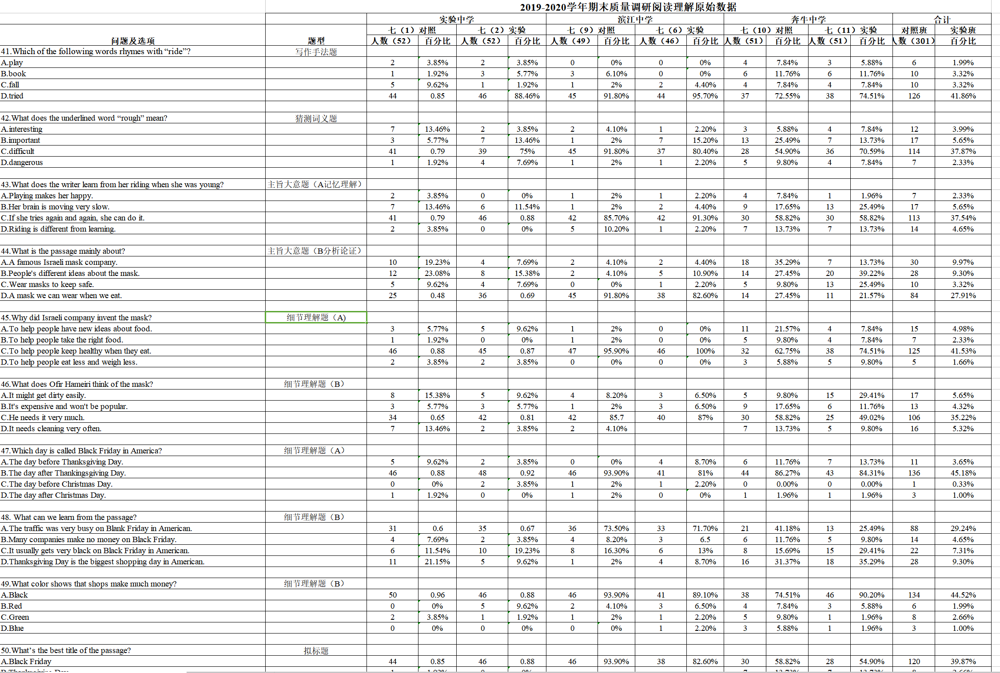 2019-2020学年期末质量调研阅读理解原始数据
实验中学 滨江中学 奔牛中学 合计
七（1）对照 七（2）实验 七（9）对照 七（6）实验 七（10）对照 七（11）实验 对照班 实验班
问题及选项 题型 人数（52） 百分比 人数（52） 百分比 人数（49） 百分比 人数（46） 百分比 人数（51） 百分比 人数（51） 百分比 人数（301） 百分比
41.Which of the following words rhymes with “ride”? 写作手法题
A.play 2 3.85% 2 3.85% 0 0% 0 0% 4 7.84% 3 5.88% 6 1.99%
B.book 1 1.92% 3 5.77% 3 6.10% 0 0% 6 11.76% 6 11.76% 10 3.32%
C.fall 5 9.62% 1 1.92% 1 2% 2 4.40% 4 7.84% 4 7.84% 10 3.32%
D.tried 44 0.85 46 88.46% 45 91.80% 44 95.70% 37 72.55% 38 74.51% 126 41.86%
42.What does the underlined word “rough” mean? 猜测词义题
A.interesting 7 13.46% 2 3.85% 2 4.10% 1 2.20% 3 5.88% 4 7.84% 12 3.99%
B.important 3 5.77% 7 13.46% 1 2% 7 15.20% 13 25.49% 7 13.73% 17 5.65%
C.difficult 41 0.79 39 75% 45 91.80% 37 80.40% 28 54.90% 36 70.59% 114 37.87%
D.dangerous 1 1.92% 4 7.69% 1 2% 1 2.20% 5 9.80% 4 7.84% 7 2.33%
43.What does the writer learn from her riding when she was young? 主旨大意题（A记忆理解）
A.Playing makes her happy. 2 3.85% 0 0% 1 2% 1 2.20% 4 7.84% 1 1.96% 7 2.33%
B.Her brain is moving very slow. 7 13.46% 6 11.54% 1 2% 2 4.40% 9 17.65% 13 25.49% 17 5.65%
C.If she tries again and again, she can do it. 41 0.79 46 0.88 42 85.70% 42 91.30% 30 58.82% 30 58.82% 113 37.54%
D.Riding is different from learning. 2 3.85% 0 0% 5 10.20% 1 2.20% 7 13.73% 7 13.73% 14 4.65%
44.What is the passage mainly about? 主旨大意题（B分析论证）
A.A famous Israeli mask company. 10 19.23% 4 7.69% 2 4.10% 2 4.40% 18 35.29% 7 13.73% 30 9.97%
B.People's different ideas about the mask. 12 23.08% 8 15.38% 2 4.10% 5 10.90% 14 27.45% 20 39.22% 28 9.30%
C.Wear masks to keep safe. 5 9.62% 4 7.69% 0 0% 1 2.20% 5 9.80% 13 25.49% 10 3.32%
D.A mask we can wear when we eat. 25 0.48 36 0.69 45 91.80% 38 82.60% 14 27.45% 11 21.57% 84 27.91%
45.Why did Israeli company invent the mask? 细节理解题（A)
A.To help people have new ideas about food. 3 5.77% 5 9.62% 1 2% 0 0% 11 21.57% 4 7.84% 15 4.98%
B.To help people take the right food. 1 1.92% 0 0% 1 2% 0 0% 5 9.80% 4 7.84% 7 2.33%
C.To help people keep healthy when they eat. 46 0.88 45 0.87 47 95.90% 46 100% 32 62.75% 38 74.51% 125 41.53%
D.To help people eat less and weigh less. 2 3.85% 2 3.85% 0 0% 0 0% 3 5.88% 5 9.80% 5 1.66%
46.What does Ofir Hameiri think of the mask? 细节理解题（B）
A.It might get dirty easily. 8 15.38% 5 9.62% 4 8.20% 3 6.50% 5 9.80% 15 29.41% 17 5.65%
B.It's expensive and won't be popular. 3 5.77% 3 5.77% 1 2% 3 6.50% 9 17.65% 6 11.76% 13 4.32%
C.He needs it very much. 34 0.65 42 0.81 42 85.7 40 87% 30 58.82% 25 49.02% 106 35.22%
D.It needs cleaning very often. 7 13.46% 2 3.85% 2 4.10% 7 13.73% 5 9.80% 16 5.32%
47.Which day is called Black Friday in America? 细节理解题（A）
A.The day before Thanksgiving Day. 5 9.62% 2 3.85% 0 0% 4 8.70% 6 11.76% 7 13.73% 11 3.65%
B.The day after Thankingsgiving Day. 46 0.88 48 0.92 46 93.90% 41 81% 44 86.27% 43 84.31% 136 45.18%
C.The day before Christmas Day. 0 0% 2 3.85% 1 2% 1 2.20% 0 0.00% 0 0.00% 1 0.33%
D.The day after Christmas Day. 1 1.92% 0 0% 1 2% 0 0% 1 1.96% 1 1.96% 3 1.00%
48. What can we learn from the passage? 细节理解题（B）
A.The traffic was very busy on Blank Friday in American. 31 0.6 35 0.67 36 73.50% 33 71.70% 21 41.18% 13 25.49% 88 29.24%
B.Many companies make no money on Black Friday. 4 7.69% 2 3.85% 4 8.20% 3 6.5 6 11.76% 5 9.80% 14 4.65%
C.It usually gets very black on Black Friday in American. 6 11.54% 10 19.23% 8 16.30% 6 13% 8 15.69% 15 29.41% 22 7.31%
D.Thanksgiving Day is the biggest shopping day in American. 11 21.15% 5 9.62% 1 2% 4 8.70% 16 31.37% 18 35.29% 28 9.30%
49.What color shows that shops make much money? 细节理解题（B）
A.Black 50 0.96 46 0.88 46 93.90% 41 89.10% 38 74.51% 46 90.20% 134 44.52%
B.Red 0 0% 5 9.62% 2 4.10% 3 6.50% 4 7.84% 3 5.88% 6 1.99%
C.Green 2 3.85% 1 1.92% 1 2% 1 2.20% 5 9.80% 1 1.96% 8 2.66%
D.Blue 0 0% 0 0% 0 0% 1 2.20% 3 5.88% 1 1.96% 3 1.00%
50.What’s the best title of the passage? 拟标题
A.Black Friday 44 0.85 46 0.88 46 93.90% 38 82.60% 30 58.82% 28 54.90% 120 39.87%